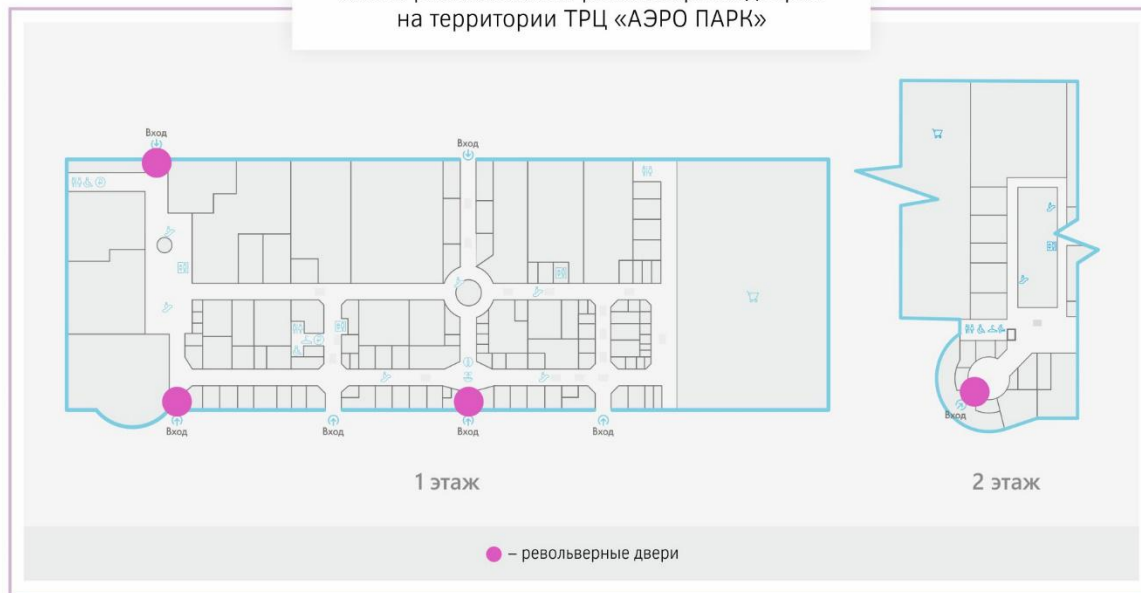 на территории ТРЦ «АЭРО ПАРК»
Вход
Вход
Вход
Вход
Вход
Вход
Вход
1 этаж
2 этаж
– револьверные двери